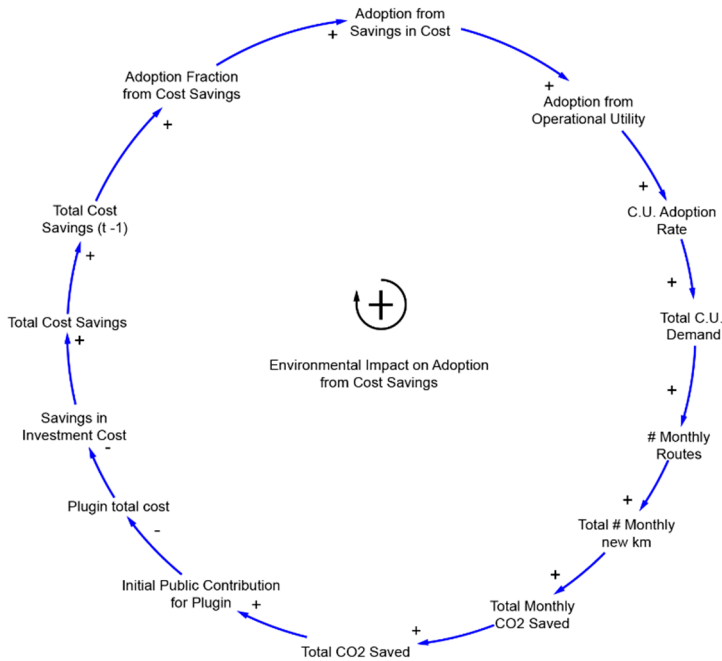 Adoption from
Savings in Cost
+
+
Adoption from
Operational Utility
+
C.U. Adoption
Rate
+
Total C.U.
Demand
+
# Monthly
Routes
+
Total # Monthly
new km
+
Total Monthly
CO2 Saved
+
Total CO2 Saved
+
Initial Public Contribution
for Plugin
-
Plugin total cost
-
Savings in
Investment Cost
+
Total Cost Savings
+
Total Cost
Savings (t -1)
+
Adoption Fraction
from Cost Savings
+
Environmental Impact on Adoption
from Cost Savings